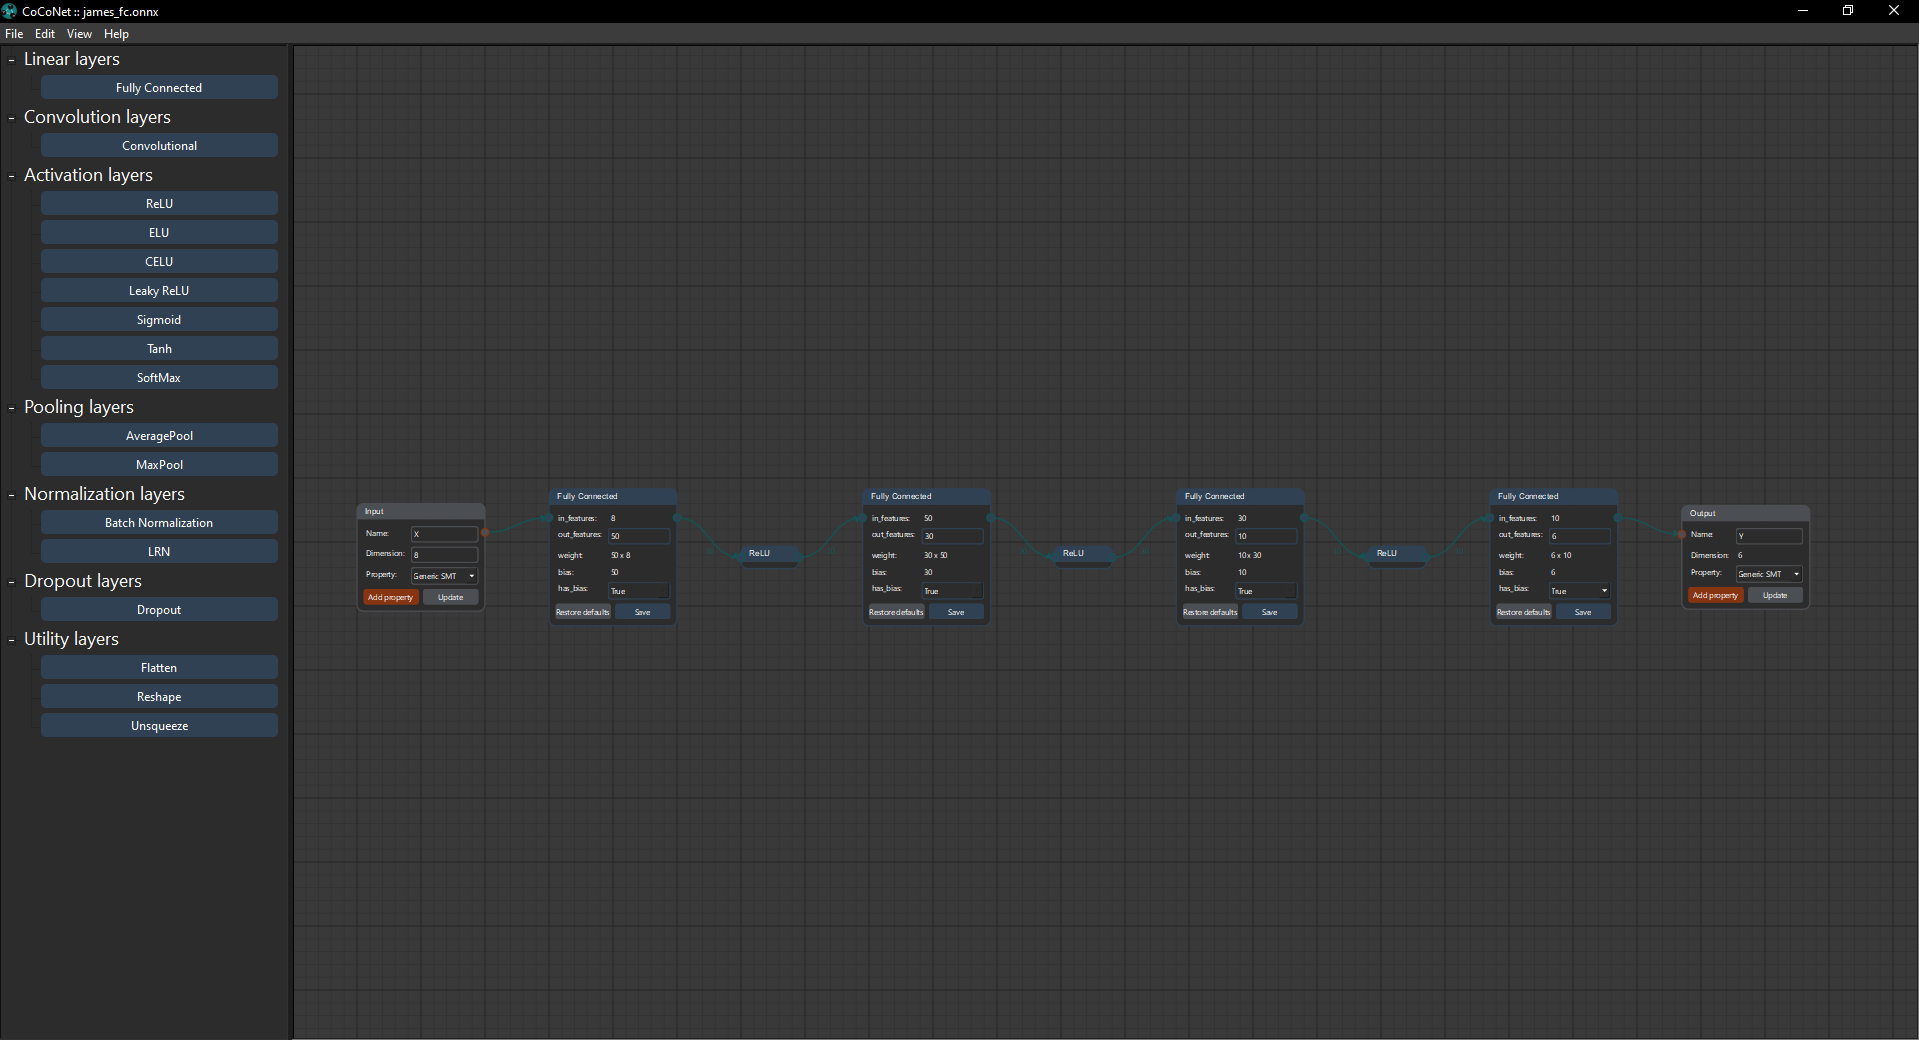 CoCoNet :: james_fc.onnx
File Edit View Help
- Linear layers
Fully Connected
- Convolution layers
Convolutional
- Activation layers
ReLU
ELU
CELU
Leaky ReLU
Sigmoid
Tanh
SoftMax
- Pooling layers
AveragePool
MaxPool
- Normalization layers
Batch Normalization
LRN
- Dropout layers
Dropout
- Utility layers
Flatten
Reshape
Unsqueeze
Input
Name: X
Dimension: 8
Property: Generic SMT
Add property Update
Fully Connected
in_features: 8
out_features: 50
weight: 50 x 8
bias: 50
has_bias: True
Restore defaults Save
ReLU
Fully Connected
in_features: 50
out_features: 30
weight: 30 x 50
bias: 30
has_bias: True
Restore defaults Save
ReLU
Fully Connected
in_features: 30
out_features: 10
weight: 10 x 30
bias: 10
has_bias: True
Restore defaults Save
ReLU
Fully Connected
in_features: 10
out_features: 6
weight: 6 x 10
bias: 6
has_bias: True
Restore defaults Save
Output
Name: Y
Dimension: 6
Property: Generic SMT
Add property Update